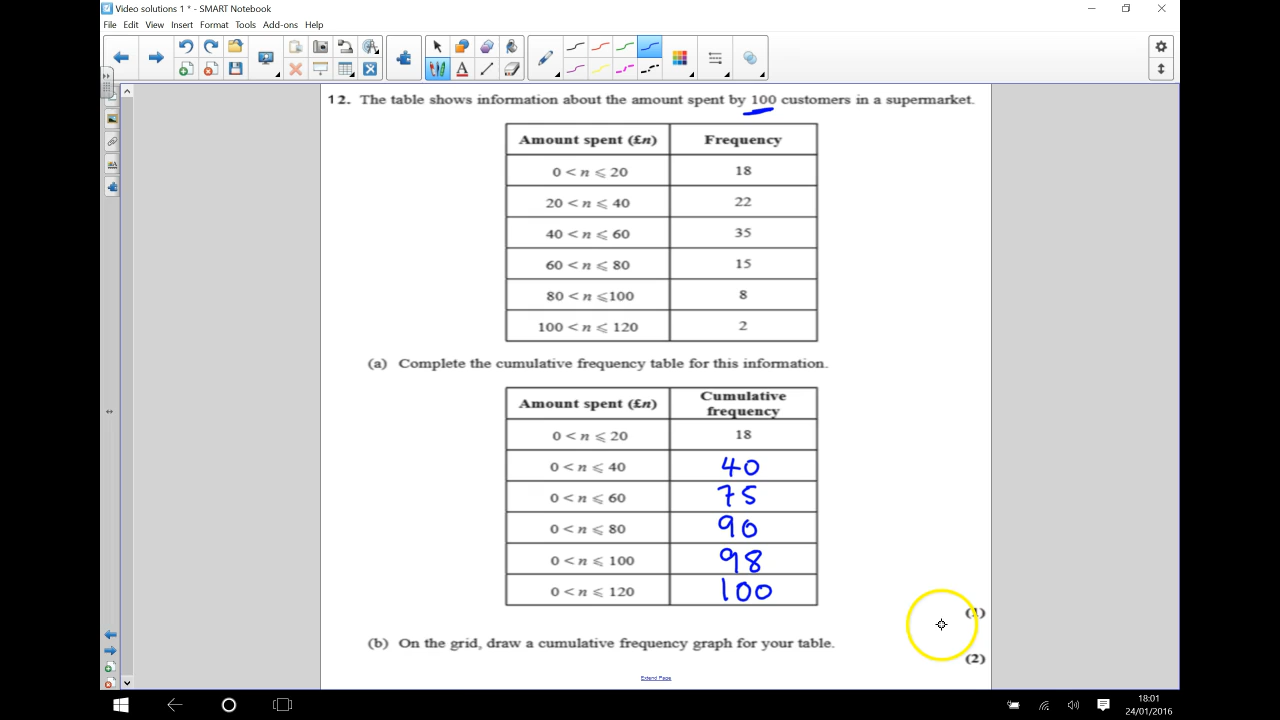 Video solutions 1 * - SMART Notebook
File Edit View Insert Format Tools Add-ons Help
12. The table shows information about the amount spent by 100 customers in a supermarket.
Amount spent (£n) Frequency
0 < n ⩽ 20 18
20 < n ⩽ 40 22
40 < n ⩽ 60 35
60 < n ⩽ 80 15
80 < n ⩽100 8
100 < n ⩽ 120 2
(a) Complete the cumulative frequency table for this information.
Amount spent (£n) Cumulative frequency
0 < n ⩽ 20 18
0 < n ⩽ 40 40
0 < n ⩽ 60 75
0 < n ⩽ 80 90
0 < n ⩽ 100 98
0 < n ⩽ 120 100
(1)
(b) On the grid, draw a cumulative frequency graph for your table.
(2)
Extend Page
18:01
24/01/2016